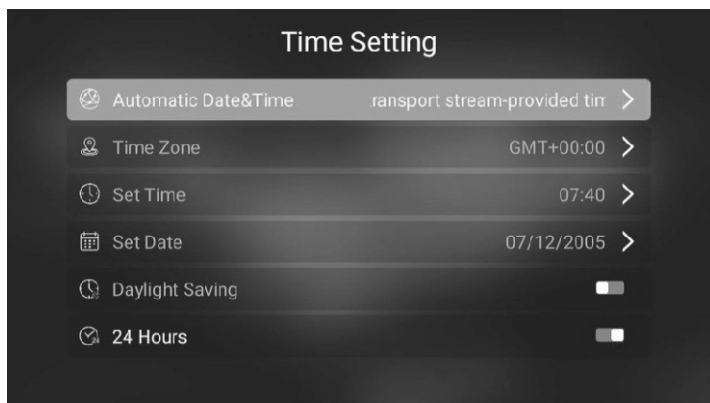 Time Setting
Automatic Date&Time ransport stream-provided tim
Time Zone GMT+00:00
Set Time 07:40
Set Date 07/12/2005
Daylight Saving
24 Hours